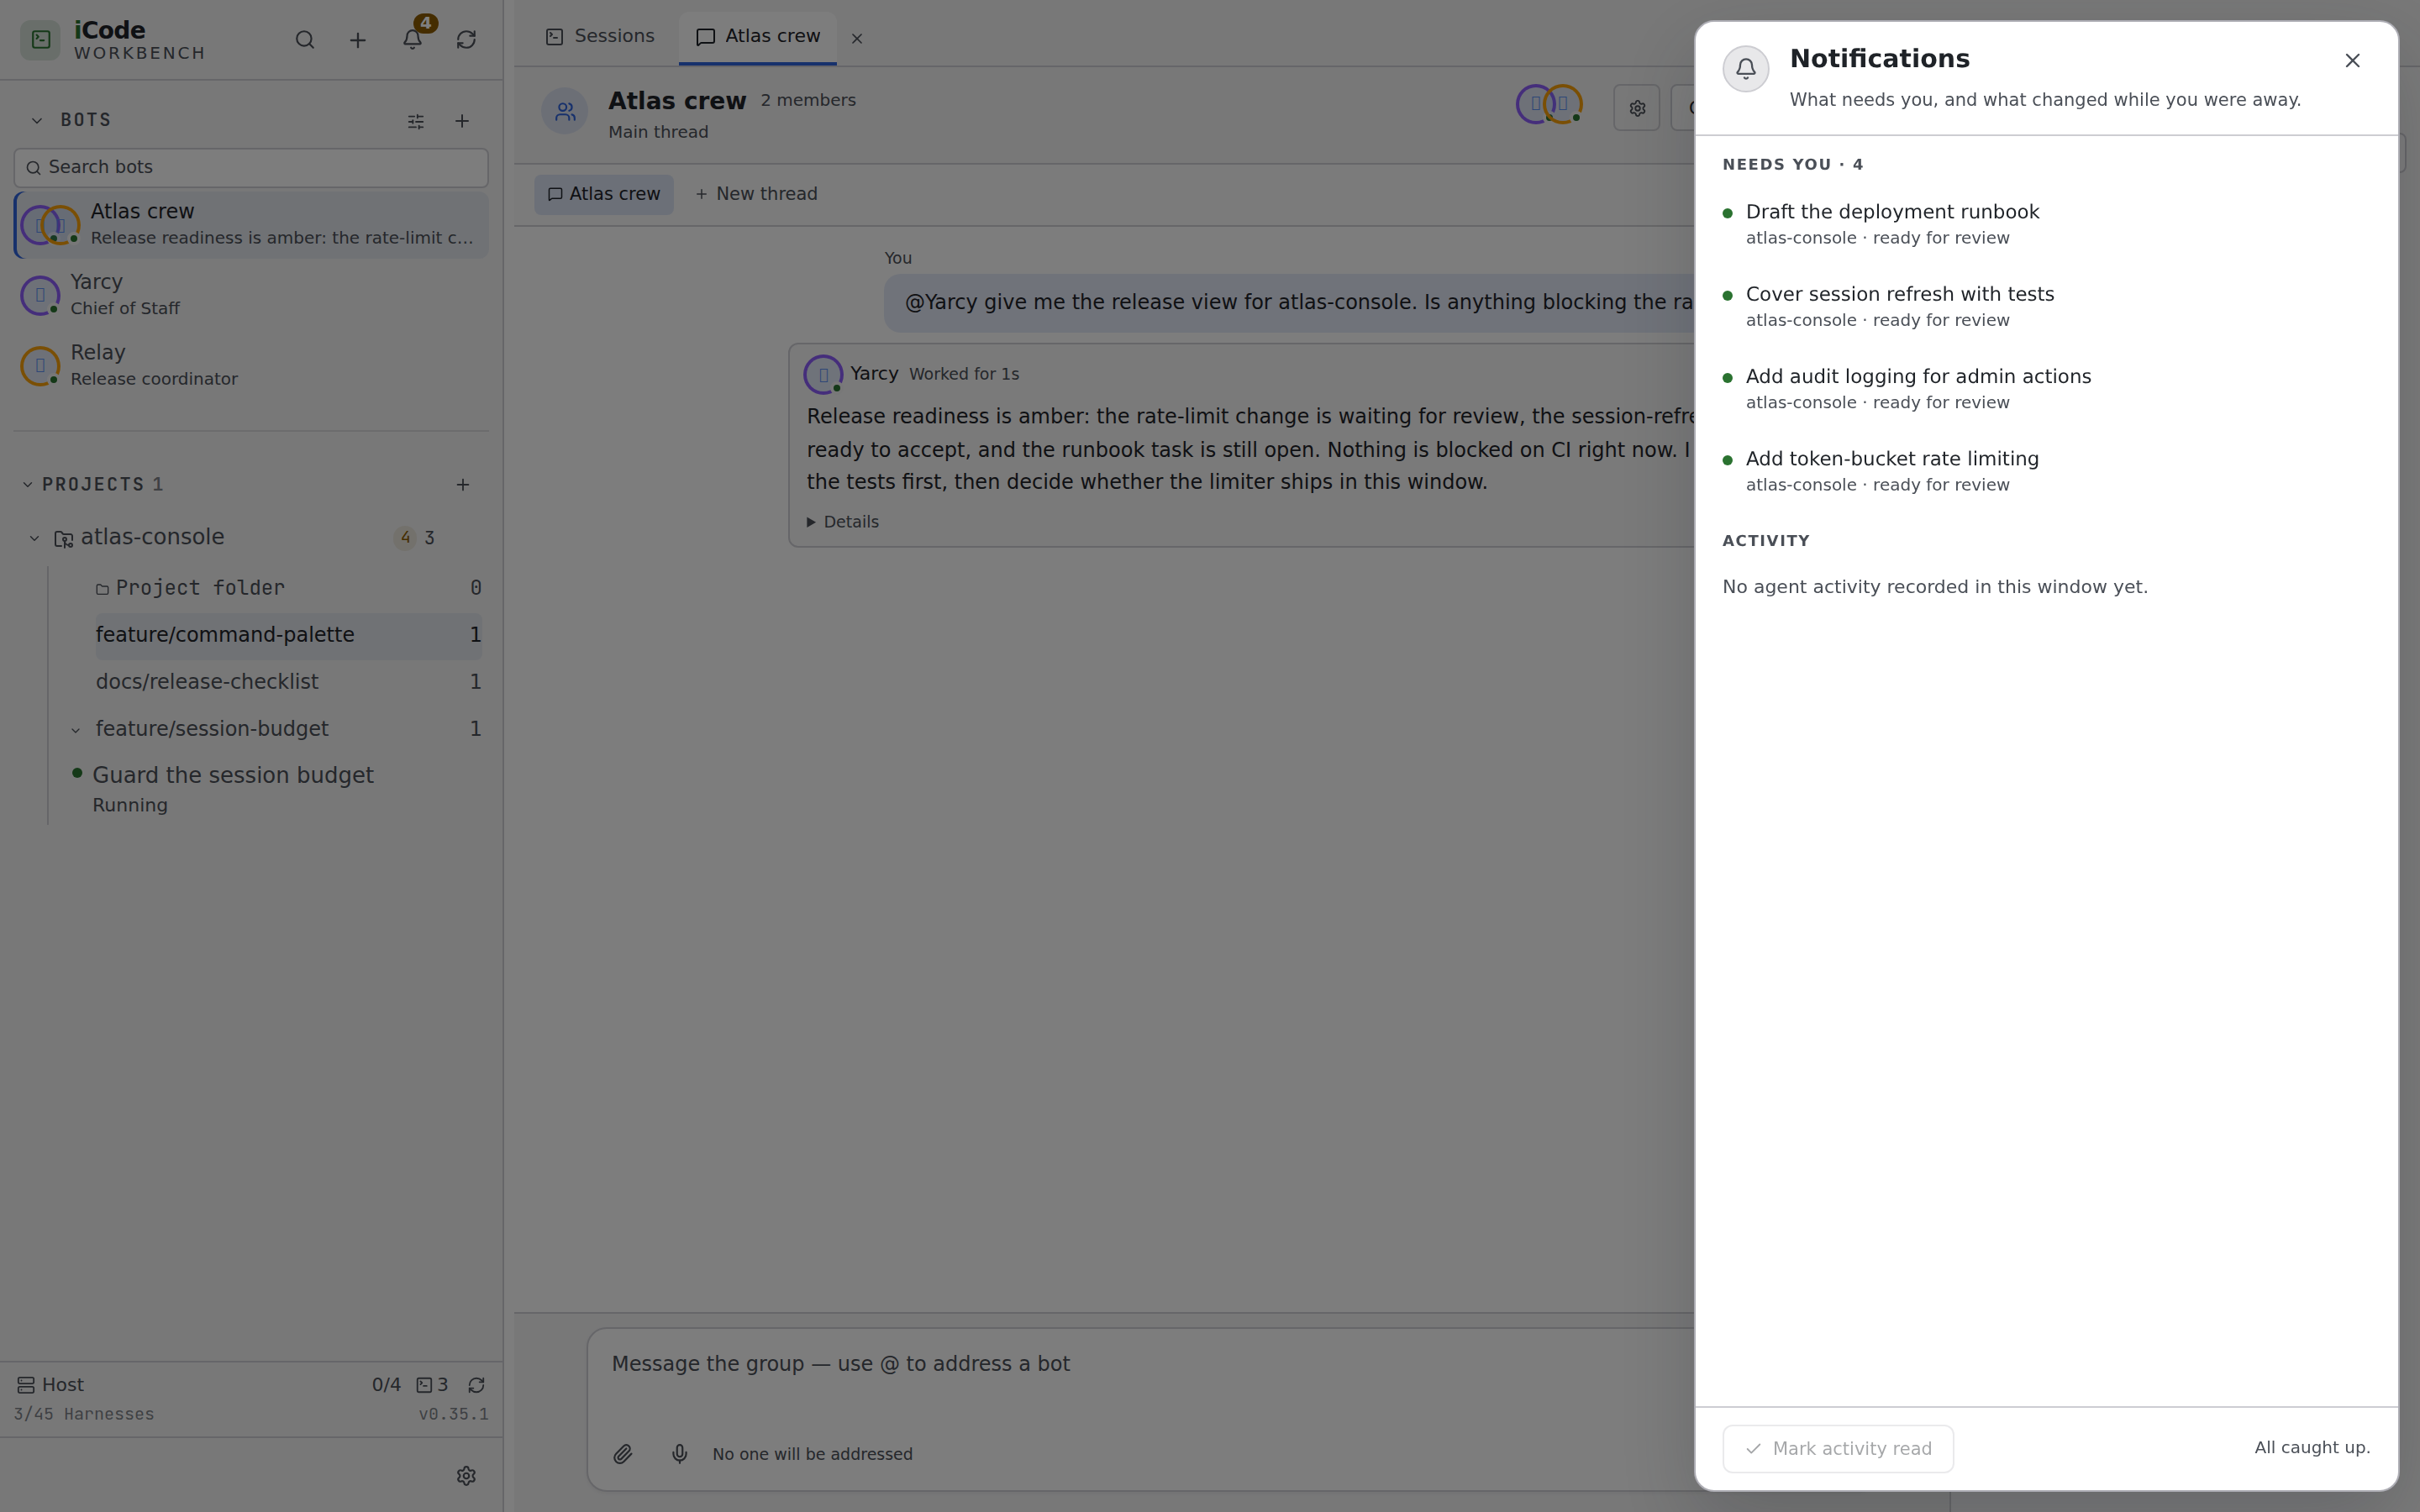 iCode
WORKBENCH
4
BOTS
Search bots
Atlas crew
Release readiness is amber: the rate-limit c...
Yarcy
Chief of Staff
Relay
Release coordinator
PROJECTS 1
atlas-console 4 3
Project folder 0
feature/command-palette 1
docs/release-checklist 1
feature/session-budget 1
Guard the session budget
Running
Host 0/4 3
3/45 Harnesses v0.35.1
Sessions
Atlas crew
Atlas crew 2 members
Main thread
Atlas crew
New thread
You
@Yarcy give me the release view for atlas-console. Is anything blocking the ra
Yarcy Worked for 1s
Release readiness is amber: the rate-limit change is waiting for review, the session-refre
ready to accept, and the runbook task is still open. Nothing is blocked on CI right now. I
the tests first, then decide whether the limiter ships in this window.
Details
Message the group — use @ to address a bot
No one will be addressed
Notifications
What needs you, and what changed while you were away.
NEEDS YOU · 4
Draft the deployment runbook
atlas-console · ready for review
Cover session refresh with tests
atlas-console · ready for review
Add audit logging for admin actions
atlas-console · ready for review
Add token-bucket rate limiting
atlas-console · ready for review
ACTIVITY
No agent activity recorded in this window yet.
Mark activity read
All caught up.